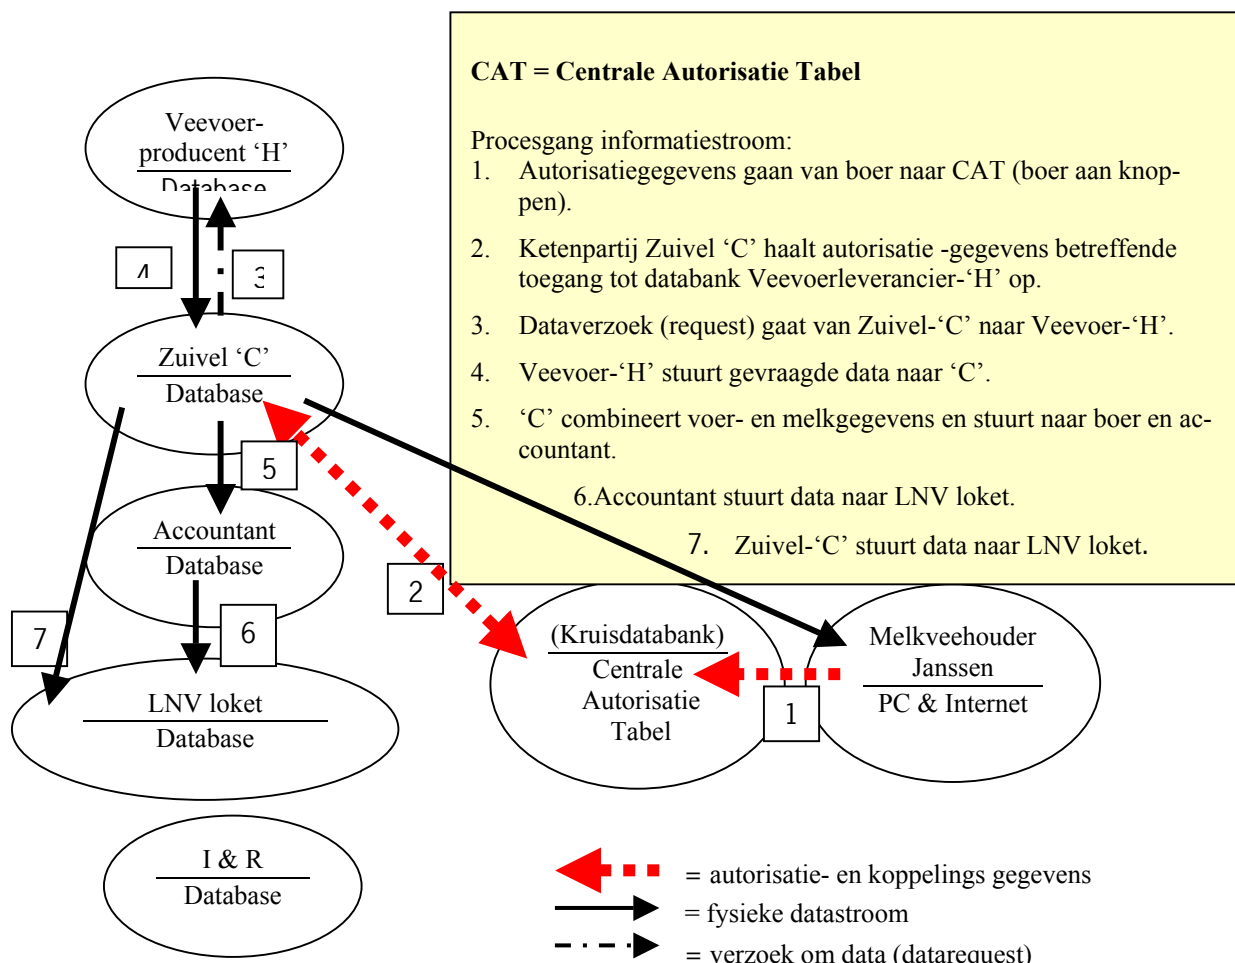 CAT = Centrale Autorisatie Tabel
Procesgang informatiestroom:
1. Autorisatiegegevens gaan van boer naar CAT (boer aan knop-
pen).
2. Ketenpartij Zuivel ‘C’ haalt autorisatie -gegevens betreffende
toegang tot databank Veevoerleverancier-‘H’ op.
3. Dataverzoek (request) gaat van Zuivel-‘C’ naar Veevoer-‘H’.
4. Veevoer-‘H’ stuurt gevraagde data naar ‘C’.
5. ‘C’ combineert voer- en melkgegevens en stuurt naar boer en ac-
countant.
6.Accountant stuurt data naar LNV loket.
7. Zuivel-‘C’ stuurt data naar LNV loket.
Veevoer-
producent ‘H’
Database
4
3
Zuivel ‘C’
Database
5
Accountant
Database
2
6
7
LNV loket
Database
(Kruisdatabank)
Centrale
Autorisatie
Tabel
1
Melkveehouder
Janssen
PC & Internet
I & R
Database
= autorisatie- en koppelings gegevens
= fysieke datastroom
= verzoek om data (datarequest)